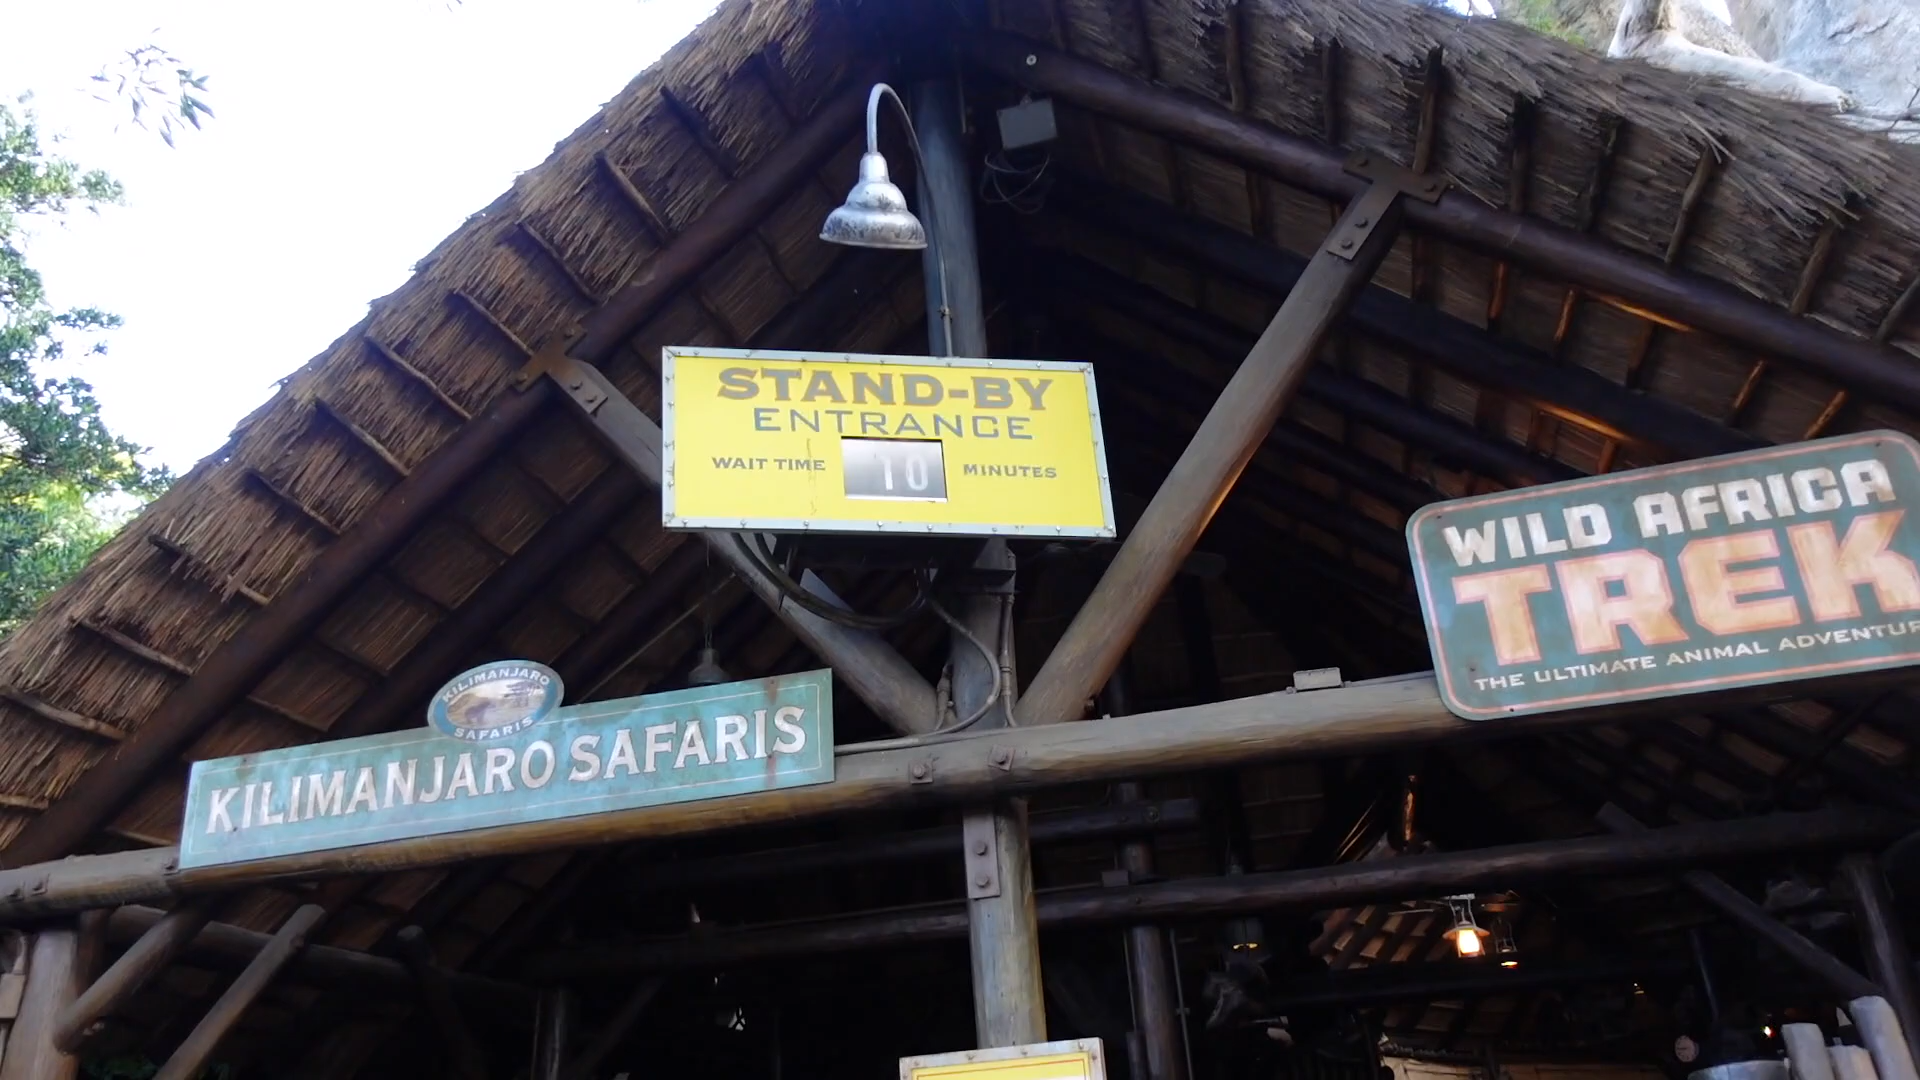 STAND-BY
ENTRANCE
WAIT TIME 10 MINUTES
KILIMANJARO
SAFARIS
KILIMANJARO SAFARIS
WILD AFRICA
TREK
THE ULTIMATE ANIMAL ADVENTUR